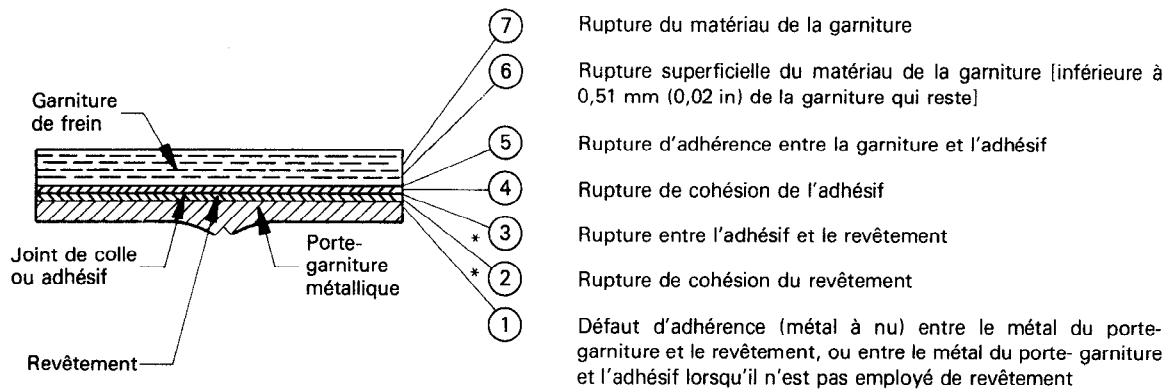 7 Rupture du matériau de la garniture
6 Rupture superficielle du matériau de la garniture [inférieure à
0,51 mm (0,02 in) de la garniture qui reste]
Garniture
de frein
5 Rupture d'adhérence entre la garniture et l'adhésif
4 Rupture de cohésion de l'adhésif
* 3 Rupture entre l'adhésif et le revêtement
Joint de colle
ou adhésif
Porte-
garniture
métallique
* 2 Rupture de cohésion du revêtement
1 Défaut d'adhérence (métal à nu) entre le métal du porte-
garniture et le revêtement, ou entre le métal du porte- garniture
et l'adhésif lorsqu'il n'est pas employé de revêtement
Revêtement